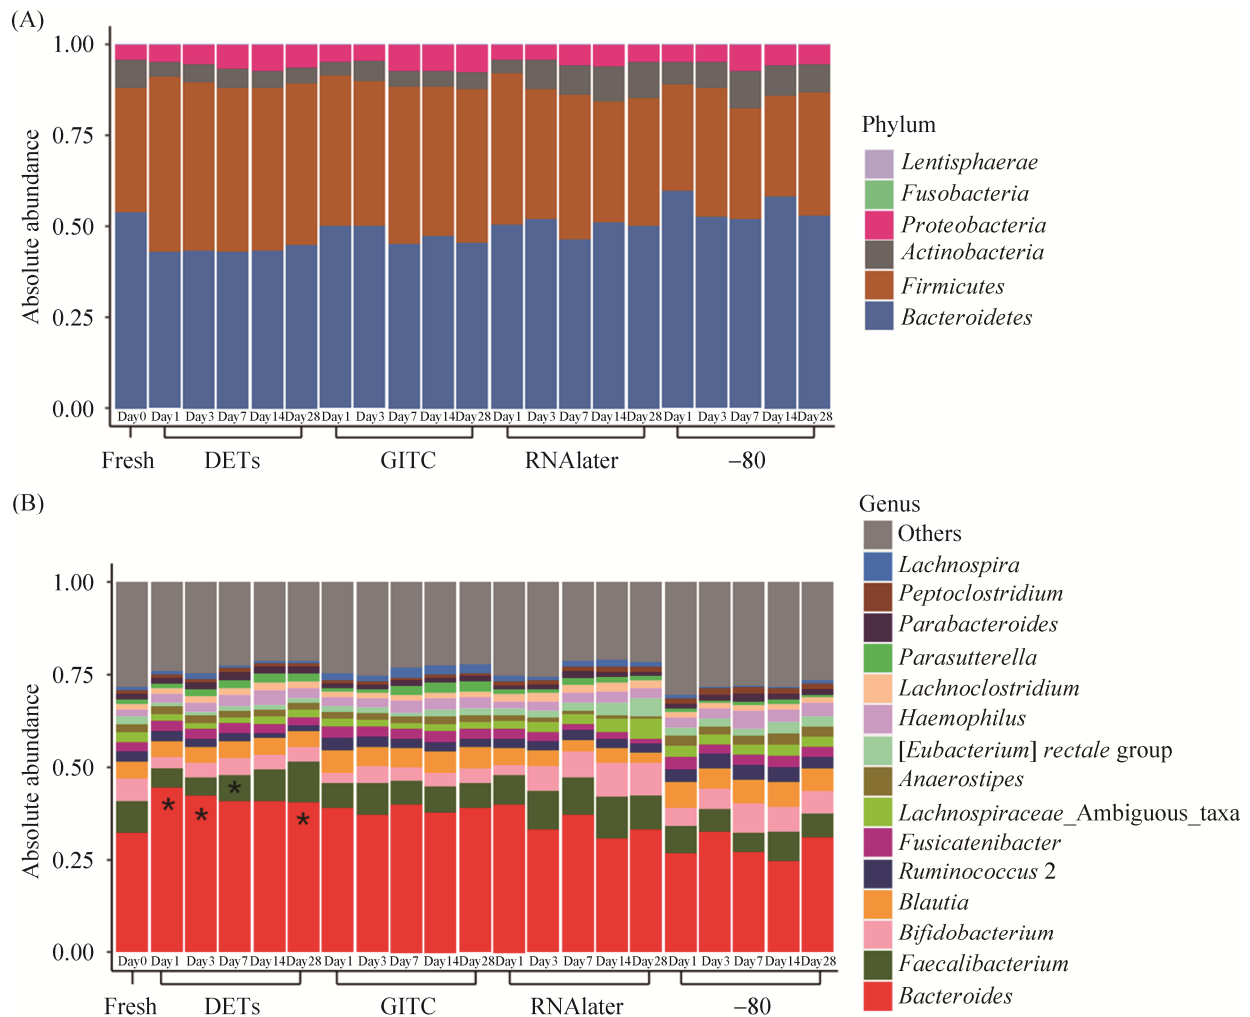 (A)
1.00
0.75
0.50
0.25
0.00
Absolute abundance
Day0 Day1 Day3 Day7 Day14 Day28 Day1 Day3 Day7 Day14 Day28 Day1 Day3 Day7 Day14 Day28 Day1 Day3 Day7 Day14 Day28
Fresh DETs GITC RNAlater −80
Phylum
Lentisphaerae
Fusobacteria
Proteobacteria
Actinobacteria
Firmicutes
Bacteroidetes
(B)
1.00
0.75
0.50
0.25
0.00
Absolute abundance
* * * *
Day0 Day1 Day3 Day7 Day14 Day28 Day1 Day3 Day7 Day14 Day28 Day1 Day3 Day7 Day14 Day28 Day1 Day3 Day7 Day14 Day28
Fresh DETs GITC RNAlater −80
Genus
Others
Lachnospira
Peptoclostridium
Parabacteroides
Parasutterella
Lachnoclostridium
Haemophilus
[Eubacterium] rectale group
Anaerostipes
Lachnospiraceae_Ambiguous_taxa
Fusicatenibacter
Ruminococcus 2
Blautia
Bifidobacterium
Faecalibacterium
Bacteroides